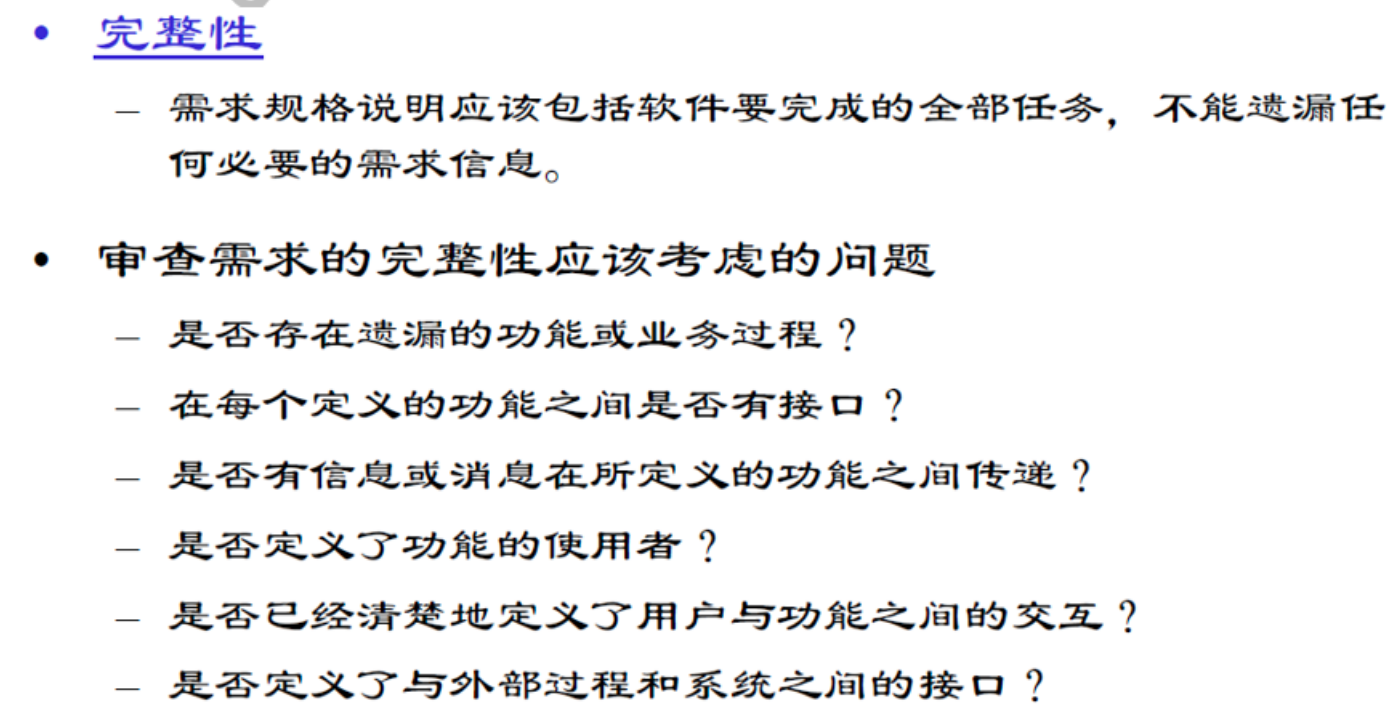 • 完整性
– 需求规格说明应该包括软件要完成的全部任务，不能遗漏任
何必要的需求信息。
• 审查需求的完整性应该考虑的问题
– 是否存在遗漏的功能或业务过程？
– 在每个定义的功能之间是否有接口？
– 是否有信息或消息在所定义的功能之间传递？
– 是否定义了功能的使用者？
– 是否已经清楚地定义了用户与功能之间的交互？
– 是否定义了与外部过程和系统之间的接口？